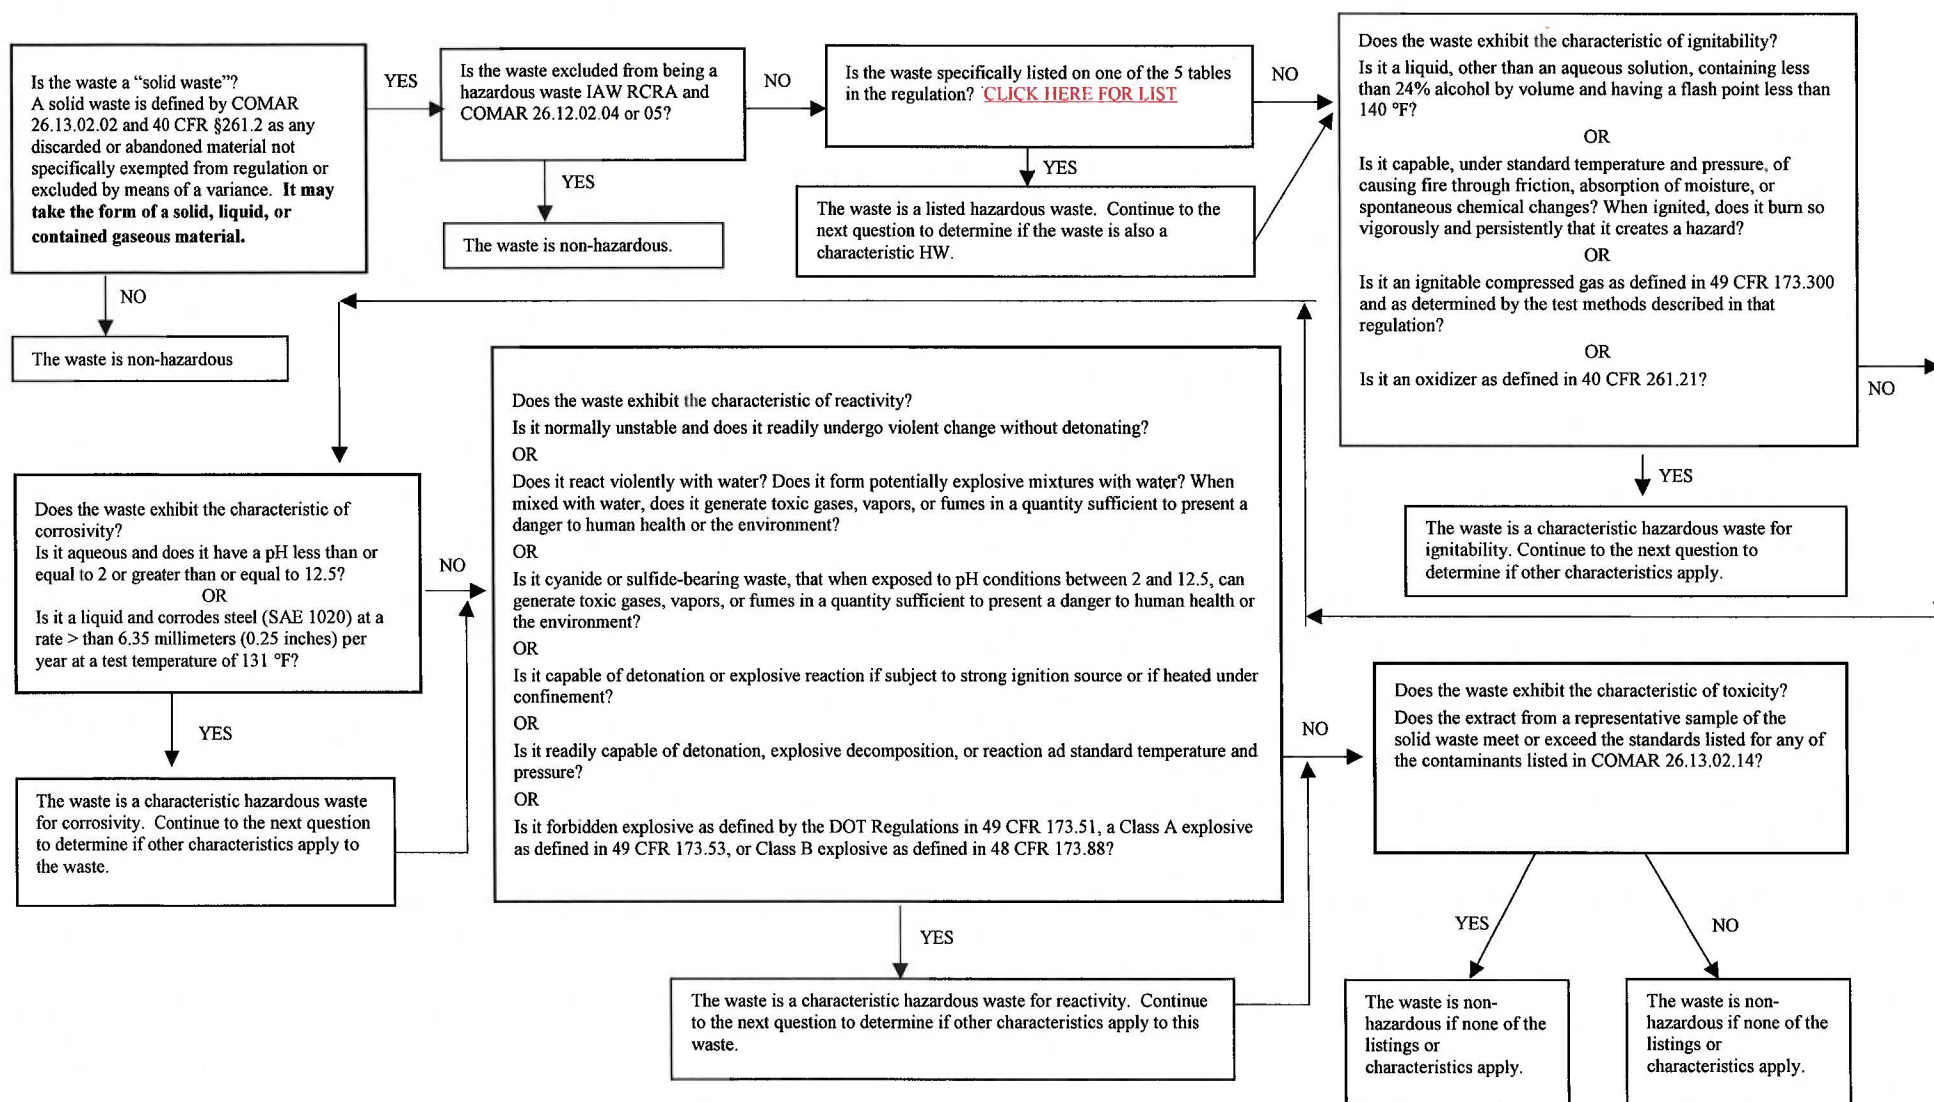 Is the waste a “solid waste”?
A solid waste is defined by COMAR
26.13.02.02 and 40 CFR §261.2 as any
discarded or abandoned material not
specifically exempted from regulation or
excluded by means of a variance.  It may
take the form of a solid, liquid, or
contained gaseous material.
YES
Is the waste excluded from being a
hazardous waste IAW RCRA and
COMAR 26.12.02.04 or 05?
NO
Is the waste specifically listed on one of the 5 tables
in the regulation?  CLICK HERE FOR LIST
NO
Does the waste exhibit the characteristic of ignitability?
Is it a liquid, other than an aqueous solution, containing less
than 24% alcohol by volume and having a flash point less than
140 °F?
OR
Is it capable, under standard temperature and pressure, of
causing fire through friction, absorption of moisture, or
spontaneous chemical changes? When ignited, does it burn so
vigorously and persistently that it creates a hazard?
OR
Is it an ignitable compressed gas as defined in 49 CFR 173.300
and as determined by the test methods described in that
regulation?
OR
Is it an oxidizer as defined in 40 CFR 261.21?
NO
YES
YES
The waste is non-hazardous.
The waste is a listed hazardous waste.  Continue to the
next question to determine if the waste is also a
characteristic HW.
NO
The waste is non-hazardous
YES
The waste is a characteristic hazardous waste for
ignitability. Continue to the next question to
determine if other characteristics apply.
Does the waste exhibit the characteristic of
corrosivity?
Is it aqueous and does it have a pH less than or
equal to 2 or greater than or equal to 12.5?
OR
Is it a liquid and corrodes steel (SAE 1020) at a
rate > than 6.35 millimeters (0.25 inches) per
year at a test temperature of 131 °F?
NO
YES
The waste is a characteristic hazardous waste
for corrosivity.  Continue to the next question
to determine if other characteristics apply to
the waste.
Does the waste exhibit the characteristic of reactivity?
Is it normally unstable and does it readily undergo violent change without detonating?
OR
Does it react violently with water? Does it form potentially explosive mixtures with water? When
mixed with water, does it generate toxic gases, vapors, or fumes in a quantity sufficient to present a
danger to human health or the environment?
OR
Is it cyanide or sulfide-bearing waste, that when exposed to pH conditions between 2 and 12.5, can
generate toxic gases, vapors, or fumes in a quantity sufficient to present a danger to human health or
the environment?
OR
Is it capable of detonation or explosive reaction if subject to strong ignition source or if heated under
confinement?
OR
Is it readily capable of detonation, explosive decomposition, or reaction ad standard temperature and
pressure?
OR
Is it forbidden explosive as defined by the DOT Regulations in 49 CFR 173.51, a Class A explosive
as defined in 49 CFR 173.53, or Class B explosive as defined in 48 CFR 173.88?
NO
YES
The waste is a characteristic hazardous waste for reactivity.  Continue
to the next question to determine if other characteristics apply to this
waste.
Does the waste exhibit the characteristic of toxicity?
Does the extract from a representative sample of the
solid waste meet or exceed the standards listed for any of
the contaminants listed in COMAR 26.13.02.14?
YES
NO
The waste is non-
hazardous if none of the
listings or
characteristics apply.
The waste is non-
hazardous if none of the
listings or
characteristics apply.